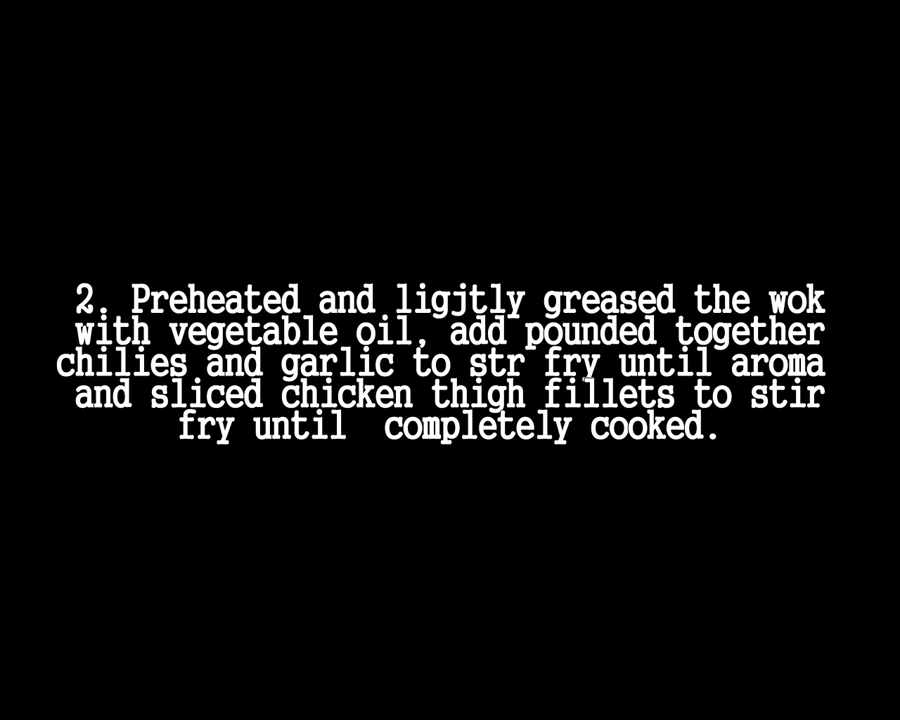 2. Preheated and ligjtly greased the wok
with vegetable oil, add pounded together
chilies and garlic to str fry until aroma
and sliced chicken thigh fillets to stir
fry until  completely cooked.